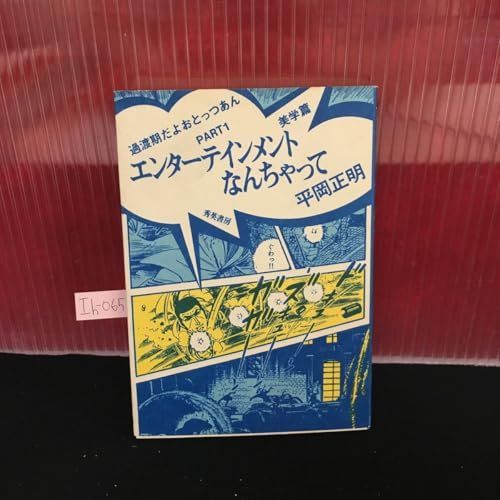 過渡期だよおとっつあん
PART1
美学篇
エンターテインメント
なんちゃって
平岡正明
秀英書房
ぐわっ!!
Ih-065